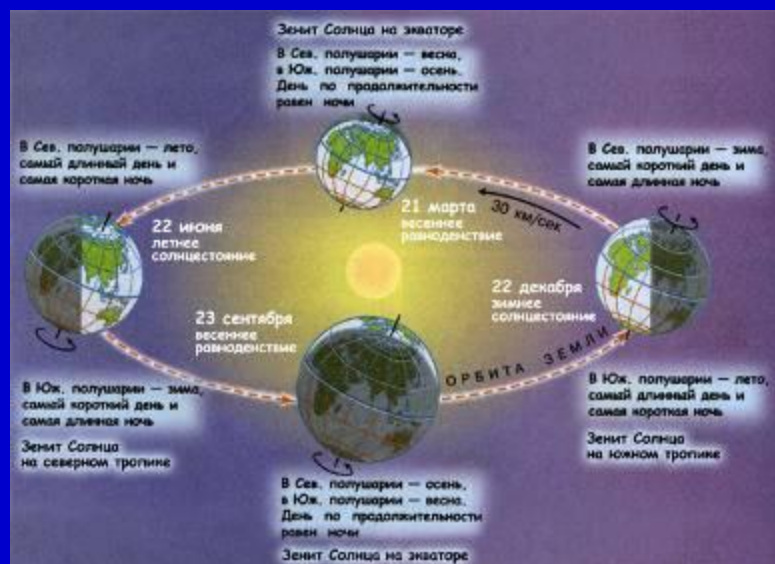 Зенит Солнца на экваторе
В Сев. полушарии — весна,
в Юж. полушарии — осень.
День по продолжительности
равен ночи
В Сев. полушарии — лето,
самый длинный день и
самая короткая ночь
В Сев. полушарии — зима,
самый короткий день и
самая длинная ночь
21 марта
весеннее
равноденствие
30 км/сек
22 июня
летнее
солнцестояние
22 декабря
зимнее
солнцестояние
23 сентября
весеннее
равноденствие
ОРБИТА ЗЕМЛИ
В Юж. полушарии — зима,
самый короткий день и
самая длинная ночь
Зенит Солнца
на северном тропике
В Юж. полушарии — лето,
самый длинный день и
самая короткая ночь
Зенит Солнца
на южном тропике
В Сев. полушарии — осень,
в Юж. полушарии — весна.
День по продолжительности
равен ночи
Зенит Солнца на экваторе